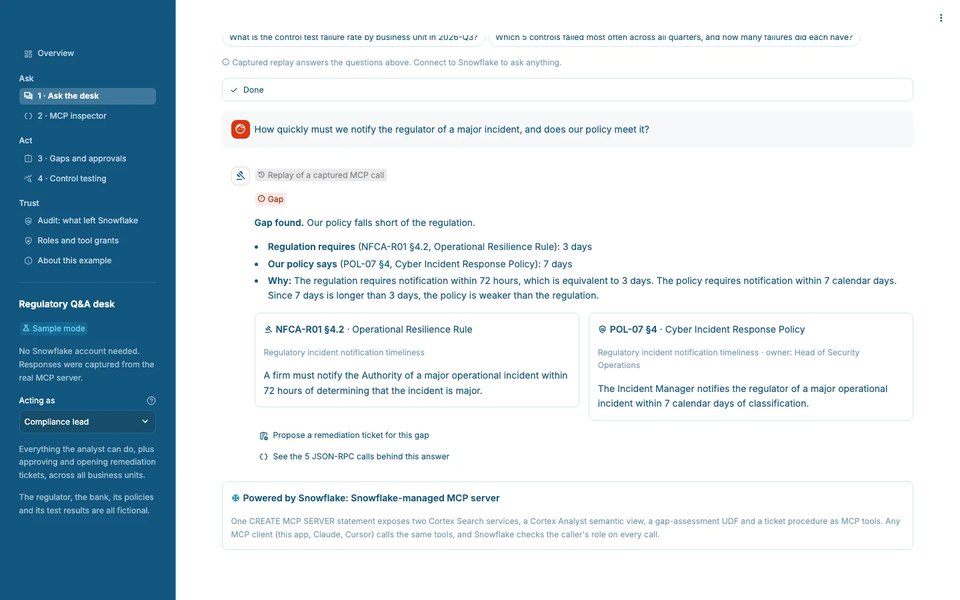 Overview
Ask
1 · Ask the desk
2 · MCP inspector
Act
3 · Gaps and approvals
4 · Control testing
Trust
Audit: what left Snowflake
Roles and tool grants
About this example
Regulatory Q&A desk
Sample mode
No Snowflake account needed.
Responses were captured from the
real MCP server.
Acting as
Compliance lead
Everything the analyst can do, plus
approving and opening remediation
tickets, across all business units.
The regulator, the bank, its policies
and its test results are all fictional.
What is the control test failure rate by business unit in 2026-Q3?
Which 5 controls failed most often across all quarters, and how many failures did each have?
Captured replay answers the questions above. Connect to Snowflake to ask anything.
Done
How quickly must we notify the regulator of a major incident, and does our policy meet it?
Replay of a captured MCP call
Gap
Gap found. Our policy falls short of the regulation.
• Regulation requires (NFCA-R01 §4.2, Operational Resilience Rule): 3 days
• Our policy says (POL-07 §4, Cyber Incident Response Policy): 7 days
• Why: The regulation requires notification within 72 hours, which is equivalent to 3 days. The policy requires notification within 7 calendar days.
Since 7 days is longer than 3 days, the policy is weaker than the regulation.
NFCA-R01 §4.2 · Operational Resilience Rule
Regulatory incident notification timeliness
A firm must notify the Authority of a major operational incident within
72 hours of determining that the incident is major.
POL-07 §4 · Cyber Incident Response Policy
Regulatory incident notification timeliness · owner: Head of Security
Operations
The Incident Manager notifies the regulator of a major operational
incident within 7 calendar days of classification.
Propose a remediation ticket for this gap
See the 5 JSON-RPC calls behind this answer
Powered by Snowflake: Snowflake-managed MCP server
One CREATE MCP SERVER statement exposes two Cortex Search services, a Cortex Analyst semantic view, a gap-assessment UDF and a ticket procedure as MCP tools. Any
MCP client (this app, Claude, Cursor) calls the same tools, and Snowflake checks the caller's role on every call.